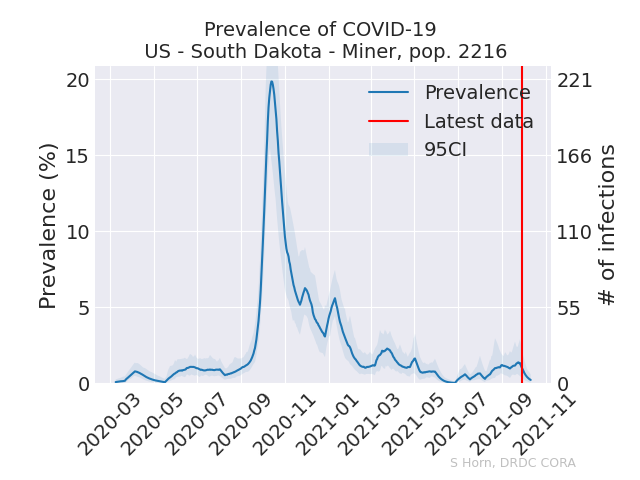 Prevalence of COVID-19
US - South Dakota - Miner, pop. 2216
Prevalence (%)
20
15
10
5
0
Prevalence
Latest data
95CI
221
166
110
55
0
# of infections
2020-03
2020-05
2020-07
2020-09
2020-11
2021-01
2021-03
2021-05
2021-07
2021-09
2021-11
S Horn, DRDC CORA